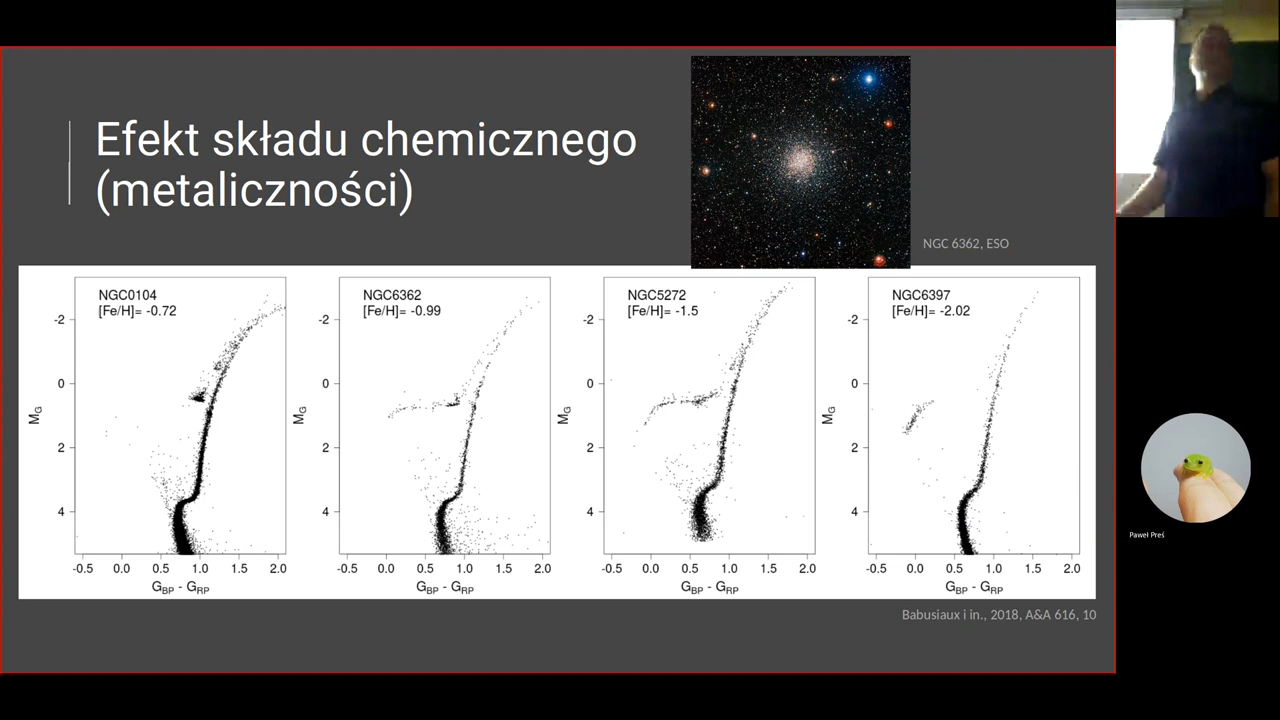 Efekt składu chemicznego
(metaliczności)
NGC 6362, ESO
NGC0104
[Fe/H]= -0.72
-2
0
2
4
M_G
-0.5 0.0 0.5 1.0 1.5 2.0
G_BP - G_RP
NGC6362
[Fe/H]= -0.99
-2
0
2
4
M_G
-0.5 0.0 0.5 1.0 1.5 2.0
G_BP - G_RP
NGC5272
[Fe/H]= -1.5
-2
0
2
4
M_G
-0.5 0.0 0.5 1.0 1.5 2.0
G_BP - G_RP
NGC6397
[Fe/H]= -2.02
-2
0
2
4
M_G
-0.5 0.0 0.5 1.0 1.5 2.0
G_BP - G_RP
Babusiaux i in., 2018, A&A 616, 10
Paweł Preś